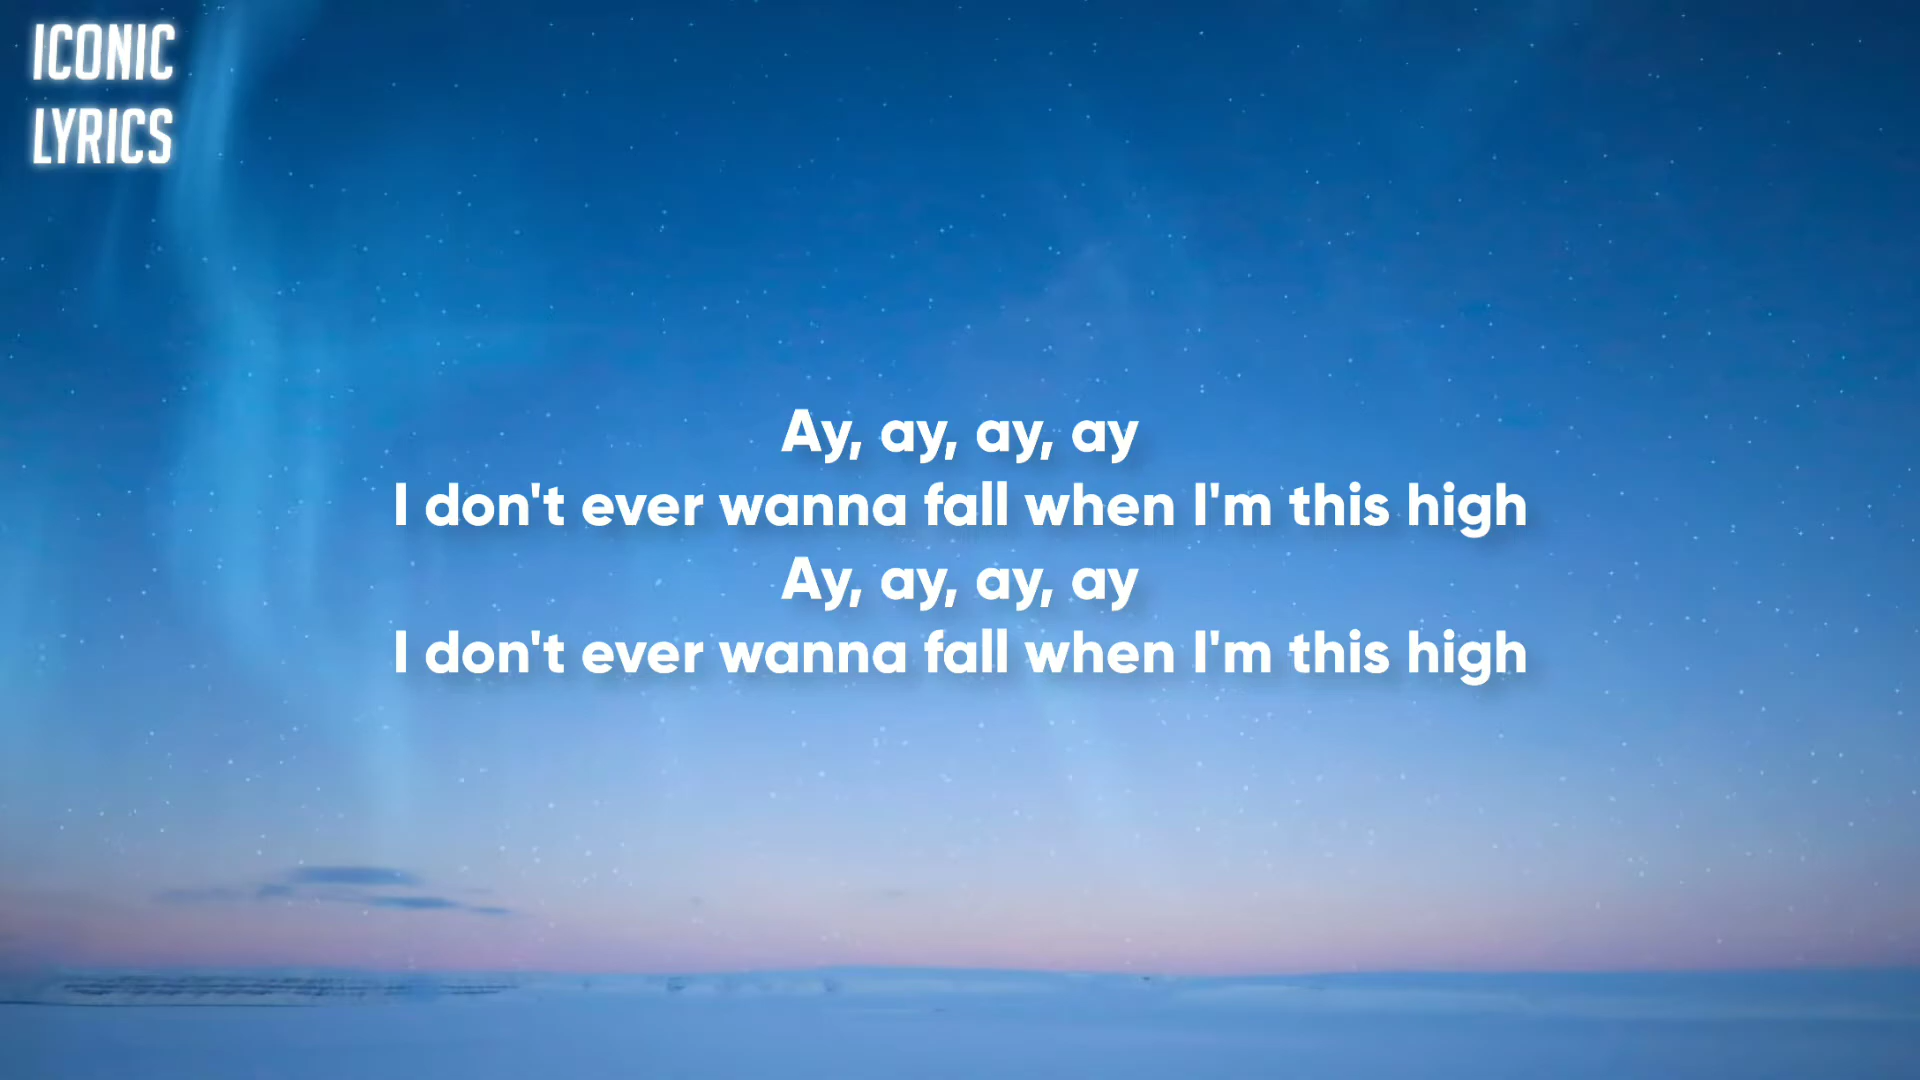 ICONIC
LYRICS
Ay, ay, ay, ay
I don't ever wanna fall when I'm this high
Ay, ay, ay, ay
I don't ever wanna fall when I'm this high